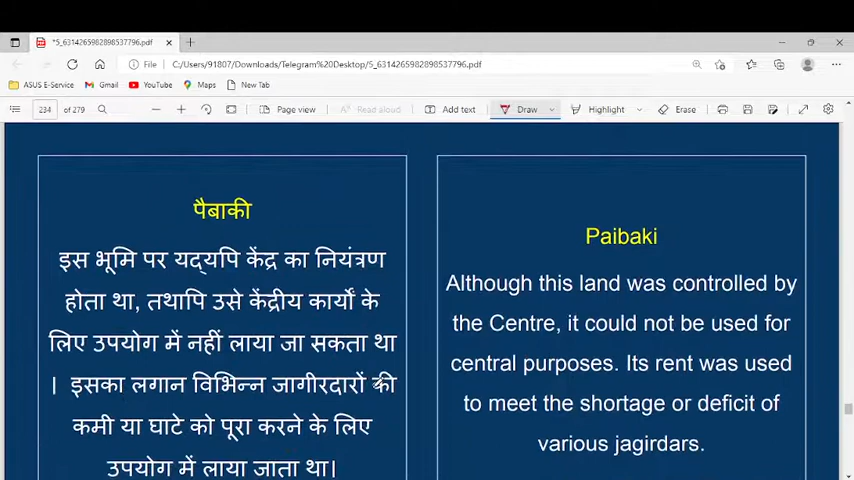 *5_6314265982898537796.pdf
File
C:/Users/91807/Downloads/Telegram%20Desktop/5_6314265982898537796.pdf
ASUS E-Service
Gmail
YouTube
Maps
New Tab
234 of 279
Page view
Read aloud
Add text
Draw
Highlight
Erase
पैबाकी
इस भूमि पर यद्यपि केंद्र का नियंत्रण
होता था, तथापि उसे केंद्रीय कार्यों के
लिए उपयोग में नहीं लाया जा सकता था
। इसका लगान विभिन्न जागीरदारों की
कमी या घाटे को पूरा करने के लिए
उपयोग में लाया जाता था।
Paibaki
Although this land was controlled by
the Centre, it could not be used for
central purposes. Its rent was used
to meet the shortage or deficit of
various jagirdars.